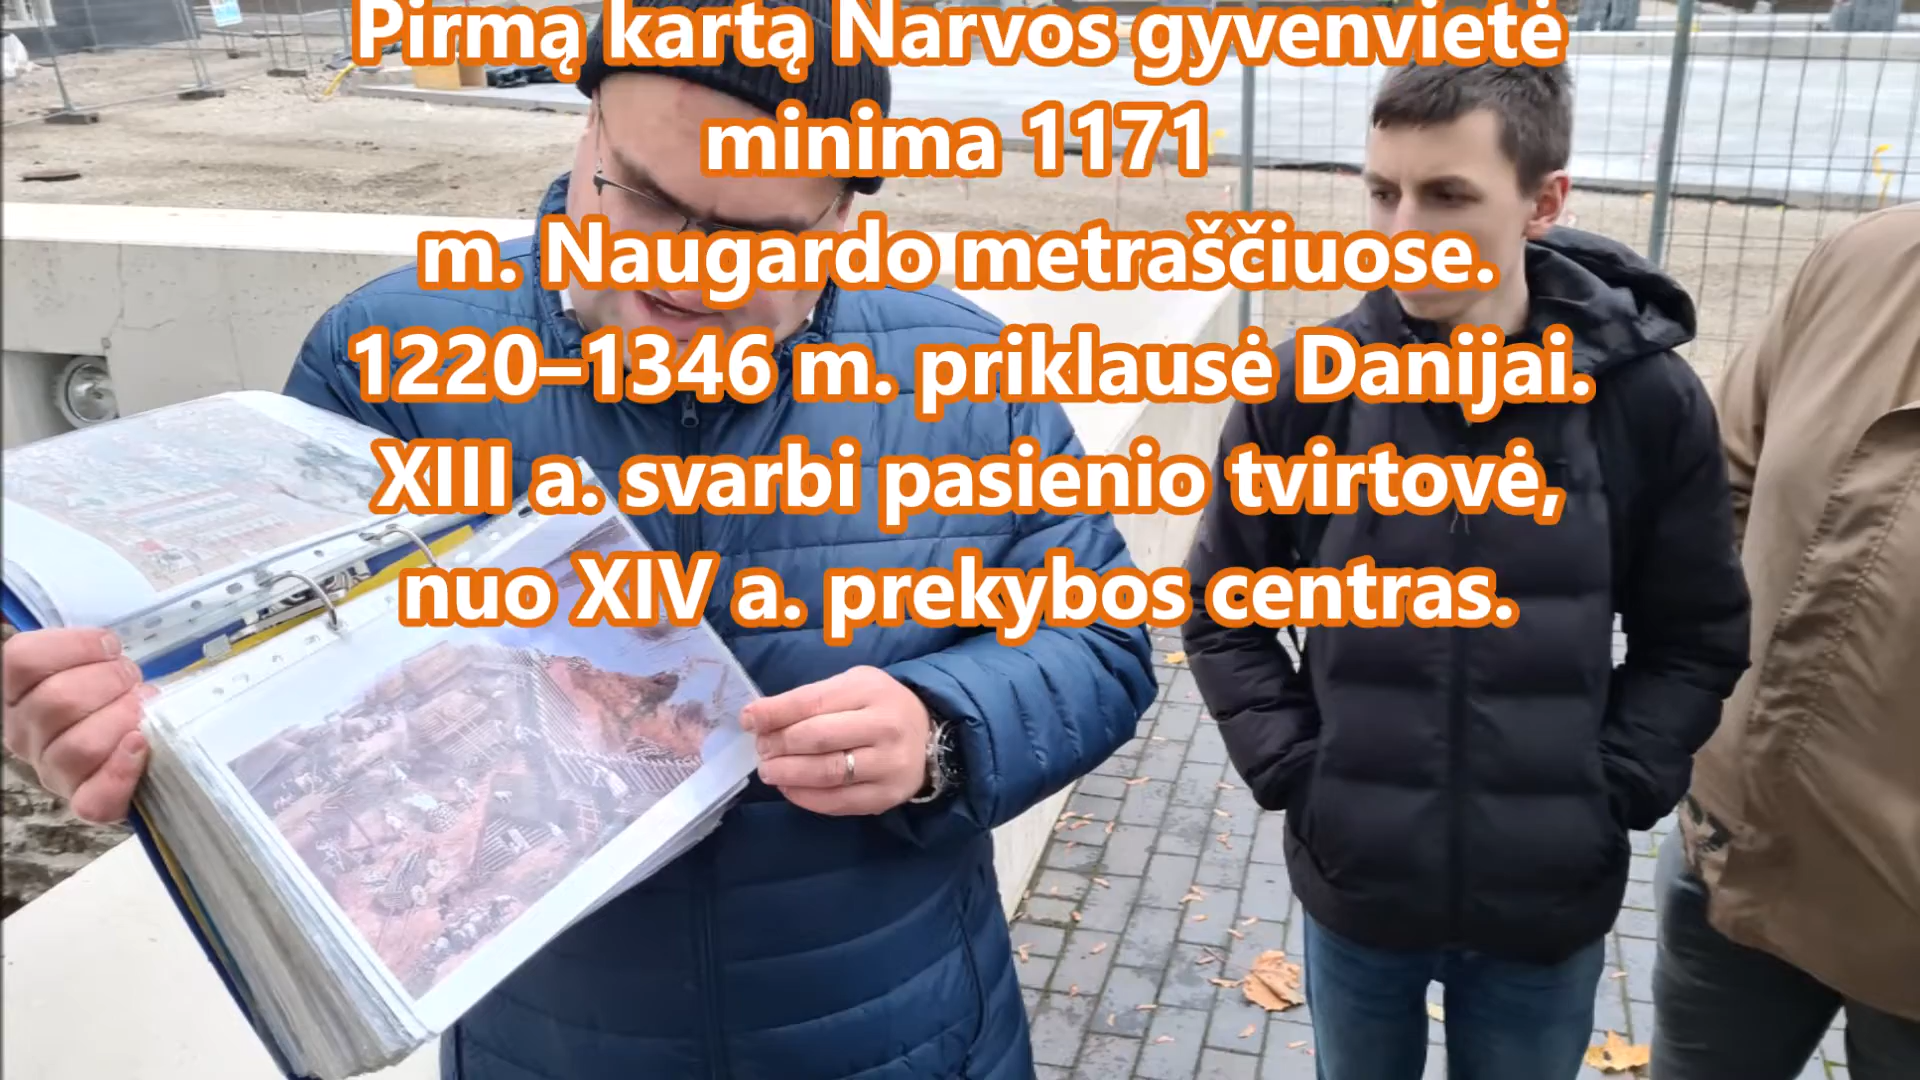 Pirmą kartą Narvos gyvenvietė
minima 1171
m. Naugardo metraščiuose.
1220–1346 m. priklausė Danijai.
XIII a. svarbi pasienio tvirtovė,
nuo XIV a. prekybos centras.